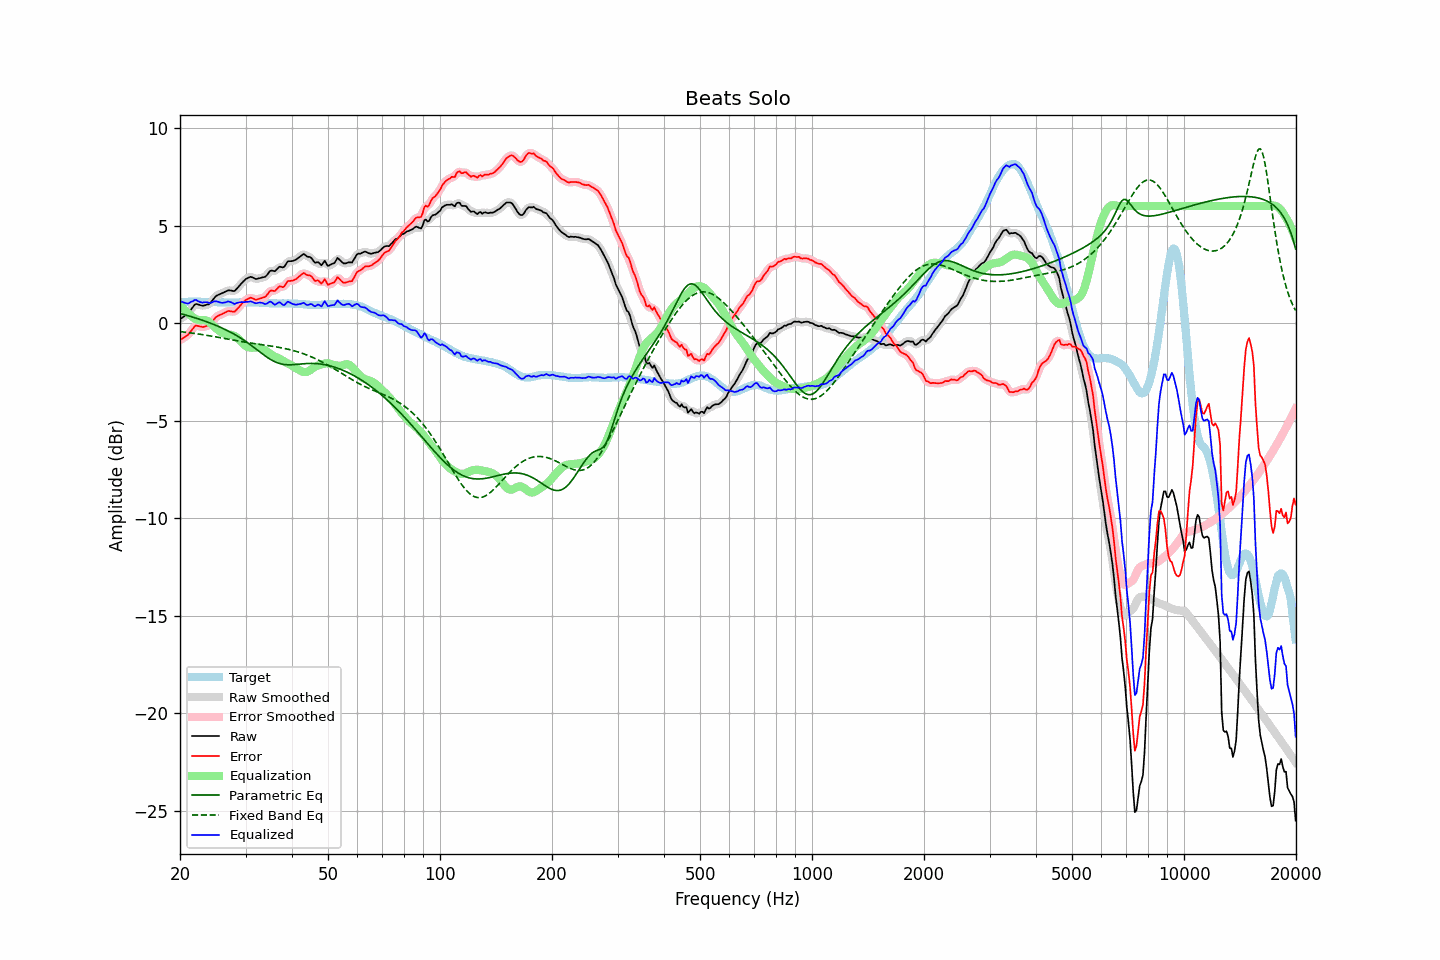 Beats Solo
10
5
0
−5
−10
−15
−20
−25
Amplitude (dBr)
Target
Raw Smoothed
Error Smoothed
Raw
Error
Equalization
Parametric Eq
Fixed Band Eq
Equalized
20 50 100 200 500 1000 2000 5000 10000 20000
Frequency (Hz)